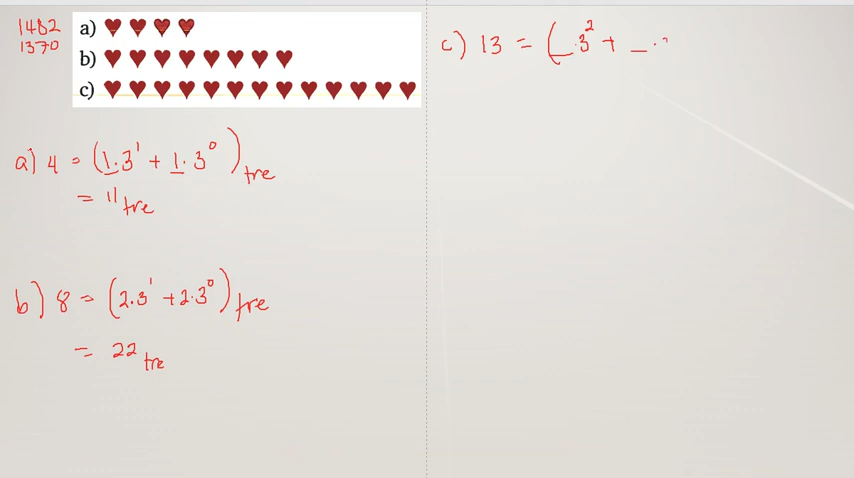 1482
1370
a)
b)
c)
a) 4 = (1·3¹ + 1·3⁰)tre
= 11tre
b) 8 = (2·3¹ + 2·3⁰)tre
= 22tre
c) 13 = (_·3² + _·